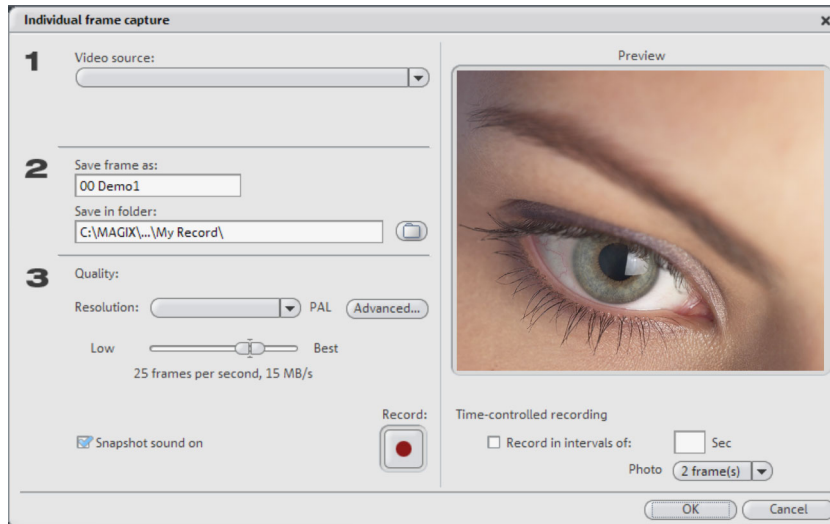 Individual frame capture
1
Video source:
Preview
2
Save frame as:
00 Demo1
Save in folder:
C:\MAGIX\...\My Record\
3
Quality:
Resolution:
PAL
Advanced...
Low
Best
25 frames per second, 15 MB/s
Snapshot sound on
Record:
Time-controlled recording
Record in intervals of:
Sec
Photo
2 frame(s)
OK
Cancel